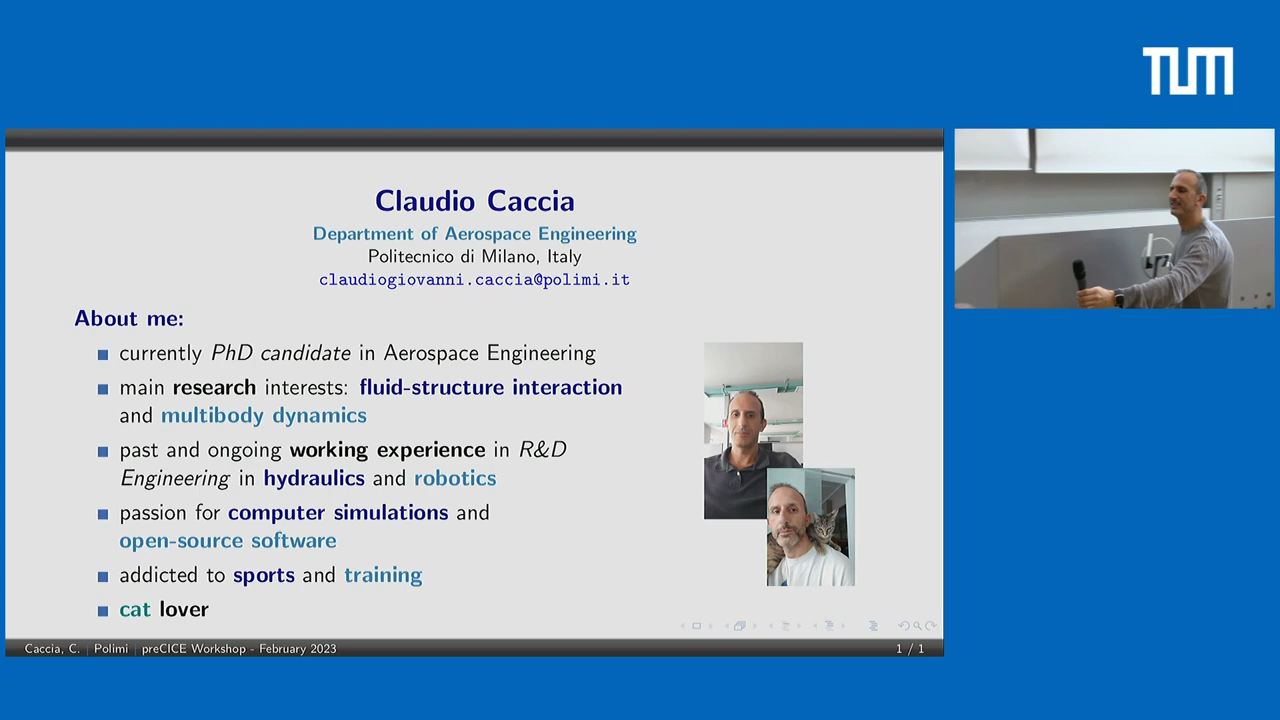 TUM
Claudio Caccia
Department of Aerospace Engineering
Politecnico di Milano, Italy
claudiogiovanni.caccia@polimi.it
About me:
currently PhD candidate in Aerospace Engineering
main research interests: fluid-structure interaction
and multibody dynamics
past and ongoing working experience in R&D
Engineering in hydraulics and robotics
passion for computer simulations and
open-source software
addicted to sports and training
cat lover
Caccia, C. | Polimi | preCICE Workshop - February 2023
1 / 1